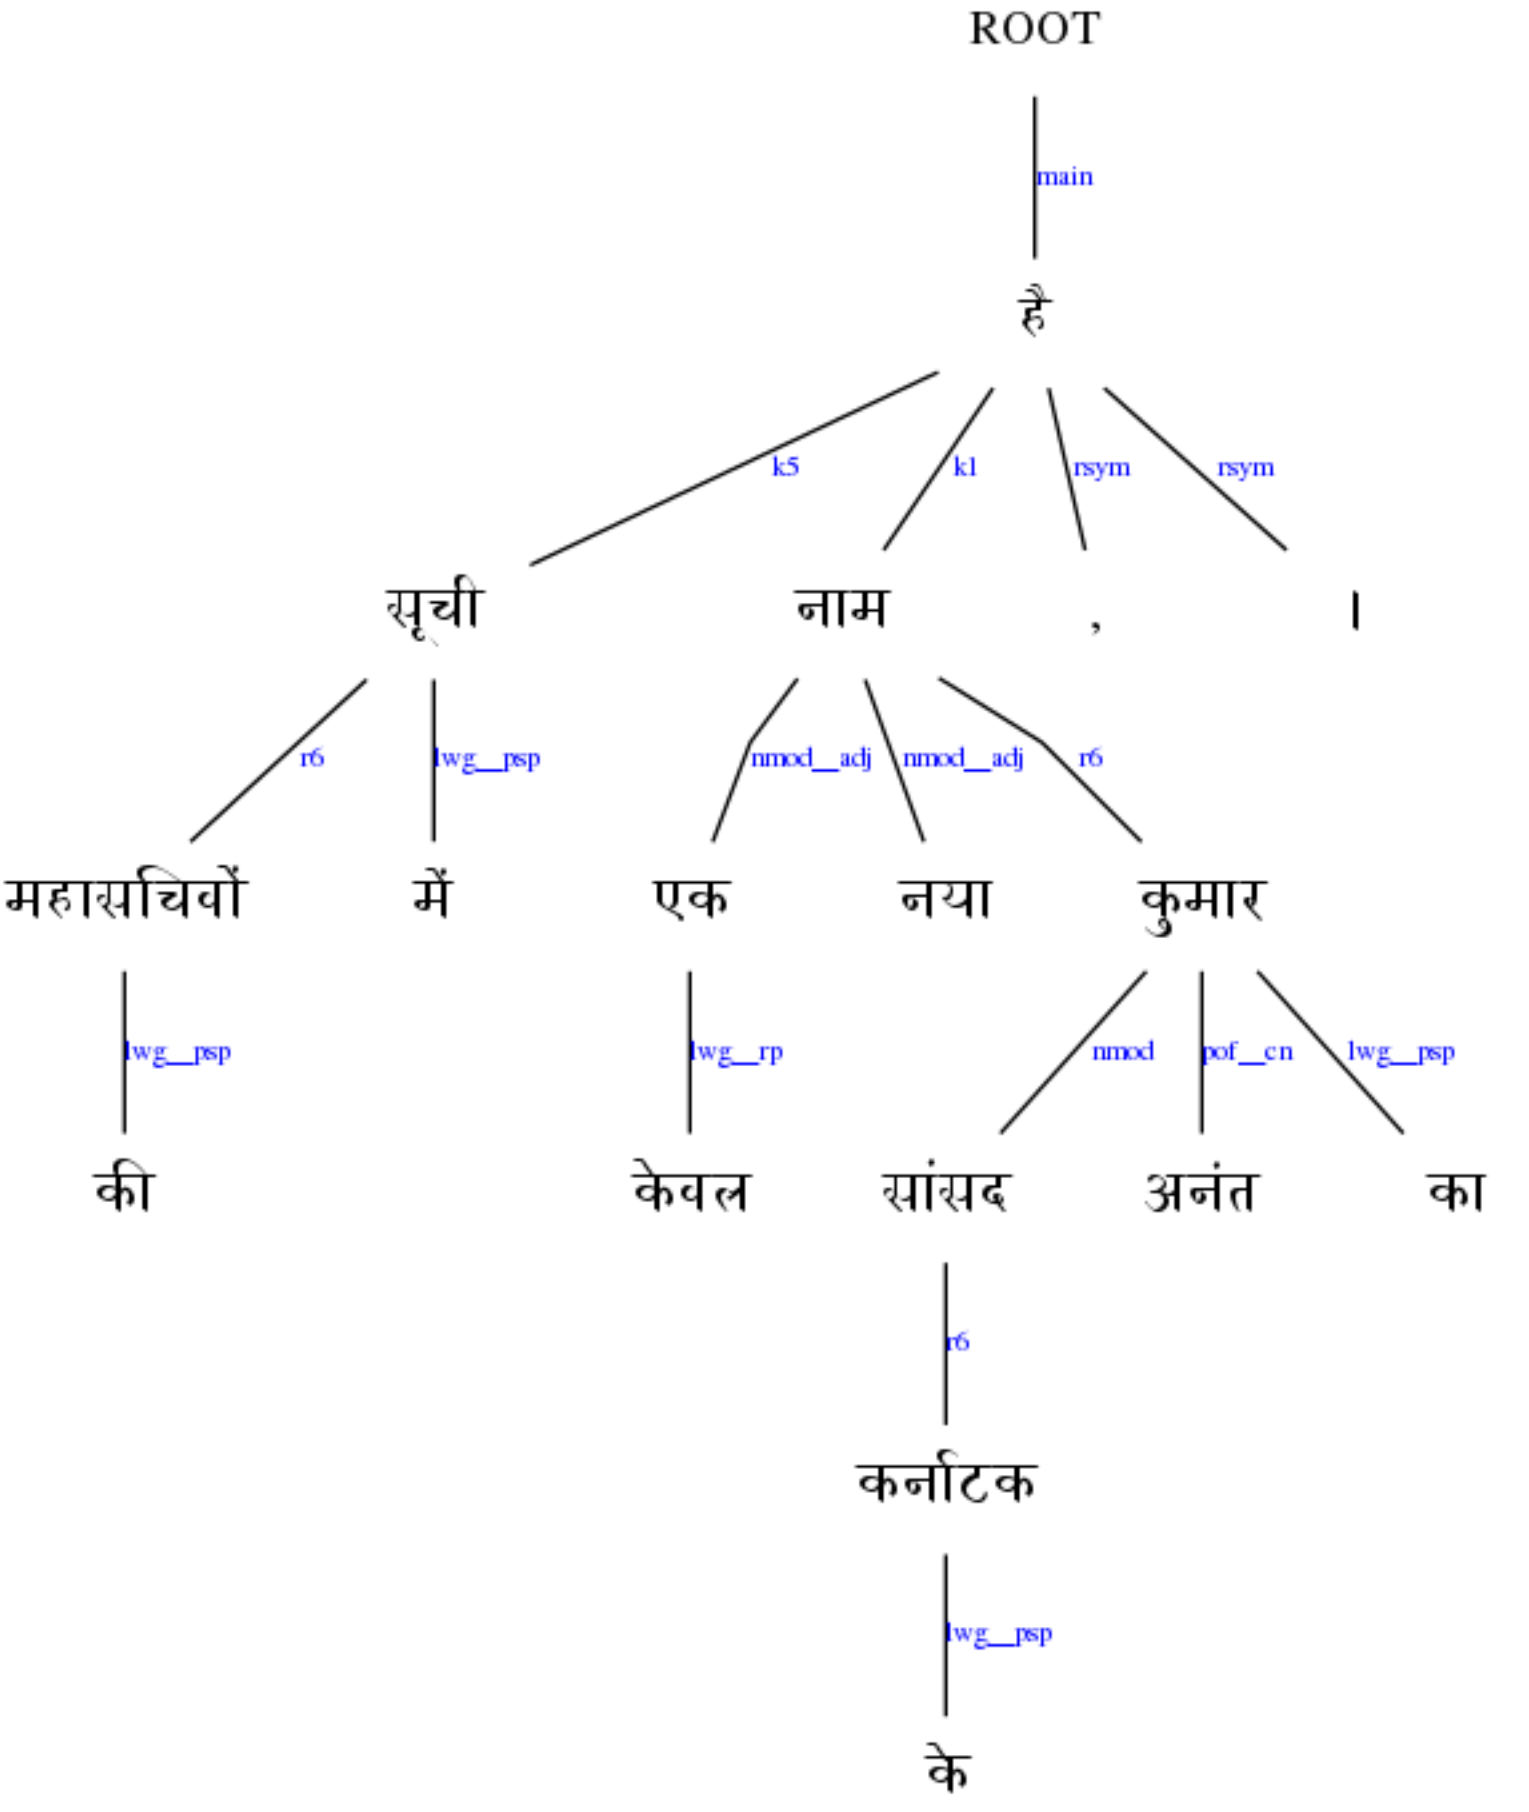 ROOT
main
है
k5 k1 rsym rsym
सूची नाम , ।
r6 lwg__psp nmod__adj nmod__adj r6
महासचिवों में एक नया कुमार
lwg__psp lwg__rp nmod pof__cn lwg__psp
की केवल सांसद अनंत का
r6
कर्नाटक
lwg__psp
के